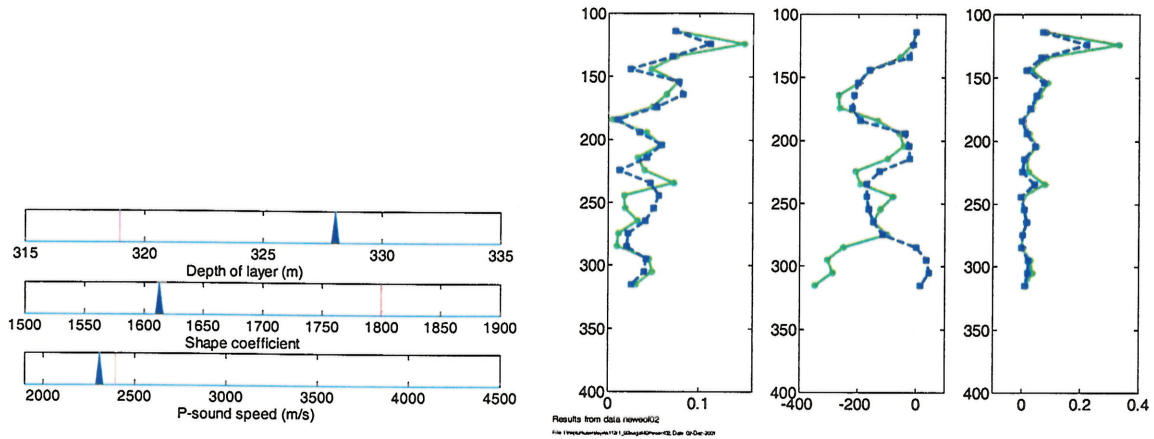 315 320 325 330 335
Depth of layer (m)
1500 1550 1600 1650 1700 1750 1800 1850 1900
Shape coefficient
2000 2500 3000 3500 4000 4500
P-sound speed (m/s)
100
150
200
250
300
350
400
0 0.1
100
150
200
250
300
350
400
-400 -200 0
100
150
200
250
300
350
400
0 0.2 0.4
Results from data neweol02